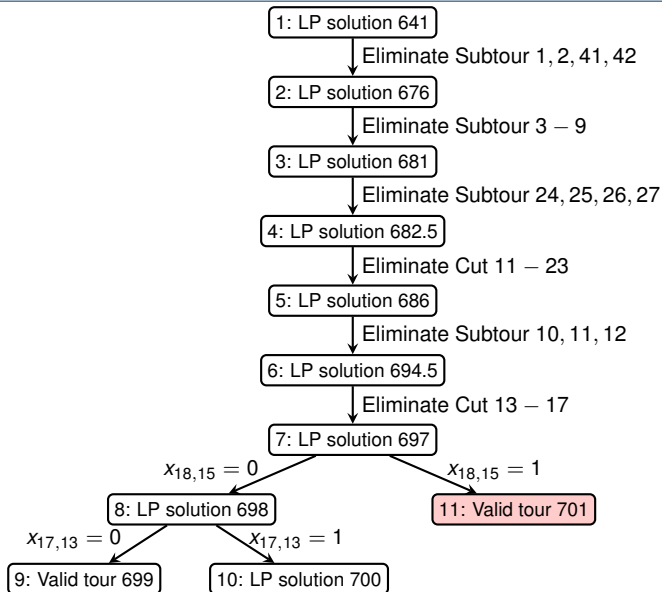 1: LP solution 641
Eliminate Subtour 1, 2, 41, 42
2: LP solution 676
Eliminate Subtour 3 − 9
3: LP solution 681
Eliminate Subtour 24, 25, 26, 27
4: LP solution 682.5
Eliminate Cut 11 − 23
5: LP solution 686
Eliminate Subtour 10, 11, 12
6: LP solution 694.5
Eliminate Cut 13 − 17
7: LP solution 697
x18,15 = 0
x18,15 = 1
8: LP solution 698
11: Valid tour 701
x17,13 = 0
x17,13 = 1
9: Valid tour 699
10: LP solution 700